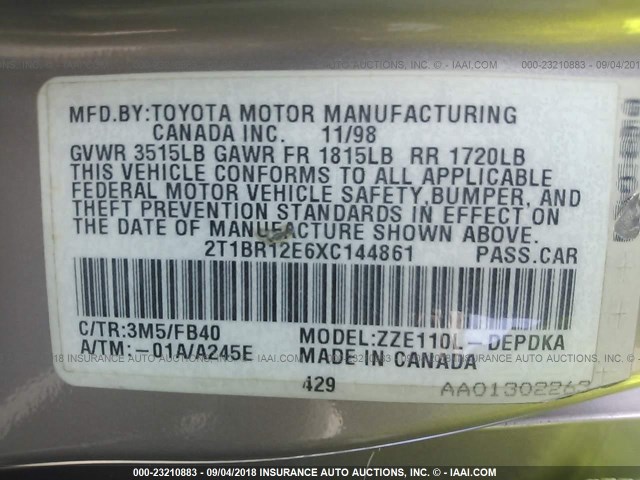 MFD.BY:TOYOTA MOTOR MANUFACTURING
CANADA INC. 11/98
GVWR 3515LB GAWR FR 1815LB RR 1720LB
THIS VEHICLE CONFORMS TO ALL APPLICABLE
FEDERAL MOTOR VEHICLE SAFETY,BUMPER, AND
THEFT PREVENTION STANDARDS IN EFFECT ON
THE DATE OF MANUFACTURE SHOWN ABOVE.
2T1BR12E6XC144861 PASS.CAR
C/TR:3M5/FB40 MODEL:ZZE110L-DEPDKA
A/TM:-01A/A245E MADE IN CANADA
429
AA01302267
000-23210883 - 09/04/2018 INSURANCE AUTO AUCTIONS, INC. - WWW.IAAI.COM